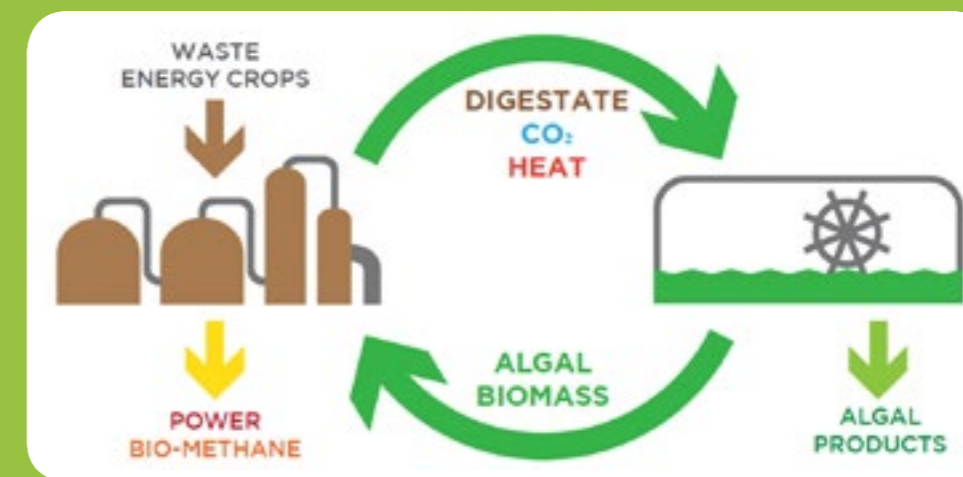 WASTE
ENERGY CROPS
DIGESTATE
CO₂
HEAT
ALGAL
BIOMASS
POWER
BIO-METHANE
ALGAL
PRODUCTS